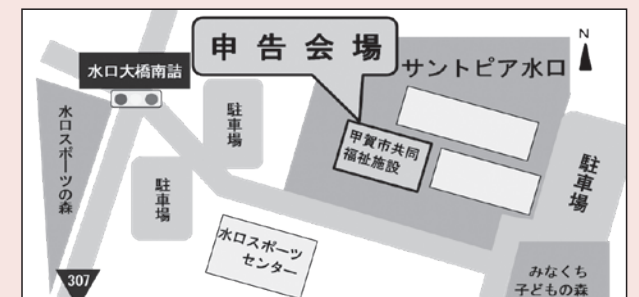 申告会場
N
水口大橋南詰
サントピア水口
水口スポーツの森
駐車場
駐車場
甲賀市共同
福祉施設
駐車場
水口スポーツ
センター
みなくち
子どもの森
307